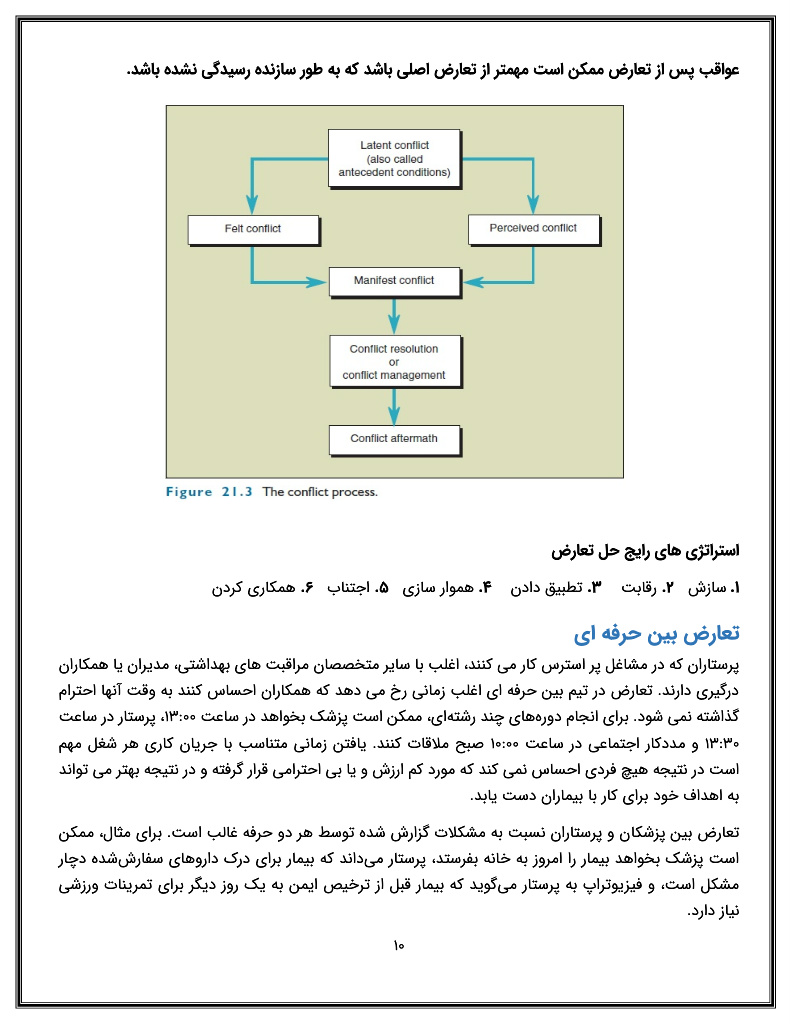 عواقب پس از تعارض ممکن است مهمتر از تعارض اصلی باشد که به طور سازنده رسیدگی نشده باشد.
Latent conflict
(also called
antecedent conditions)
Felt conflict
Perceived conflict
Manifest conflict
Conflict resolution
or
conflict management
Conflict aftermath
Figure 21.3 The conflict process.
استراتژی های رایج حل تعارض
۱. سازش ۲. رقابت ۳. تطبیق دادن ۴. هموار سازی ۵. اجتناب ۶. همکاری کردن
تعارض بین حرفه ای
پرستاران که در مشاغل پر استرس کار می کنند، اغلب با سایر متخصصان مراقبت های بهداشتی، مدیران یا همکاران
درگیری دارند. تعارض در تیم بین حرفه ای اغلب زمانی رخ می دهد که همکاران احساس کنند به وقت آنها احترام
گذاشته نمی شود. برای انجام دوره‌های چند رشته‌ای، ممکن است پزشک بخواهد در ساعت ۱۳:۰۰، پرستار در ساعت
۱۳:۳۰ و مددکار اجتماعی در ساعت ۱۰:۰۰ صبح ملاقات کنند. یافتن زمانی متناسب با جریان کاری هر شغل مهم
است در نتیجه هیچ فردی احساس نمی کند که مورد کم ارزش و یا بی احترامی قرار گرفته و در نتیجه بهتر می تواند
به اهداف خود برای کار با بیماران دست یابد.
تعارض بین پزشکان و پرستاران نسبت به مشکلات گزارش شده توسط هر دو حرفه غالب است. برای مثال، ممکن
است پزشک بخواهد بیمار را امروز به خانه بفرستد، پرستار می‌داند که بیمار برای درک داروهای سفارش‌شده دچار
مشکل است، و فیزیوتراپ به پرستار می‌گوید که بیمار قبل از ترخیص ایمن به یک روز دیگر برای تمرینات ورزشی
نیاز دارد.
۱۰